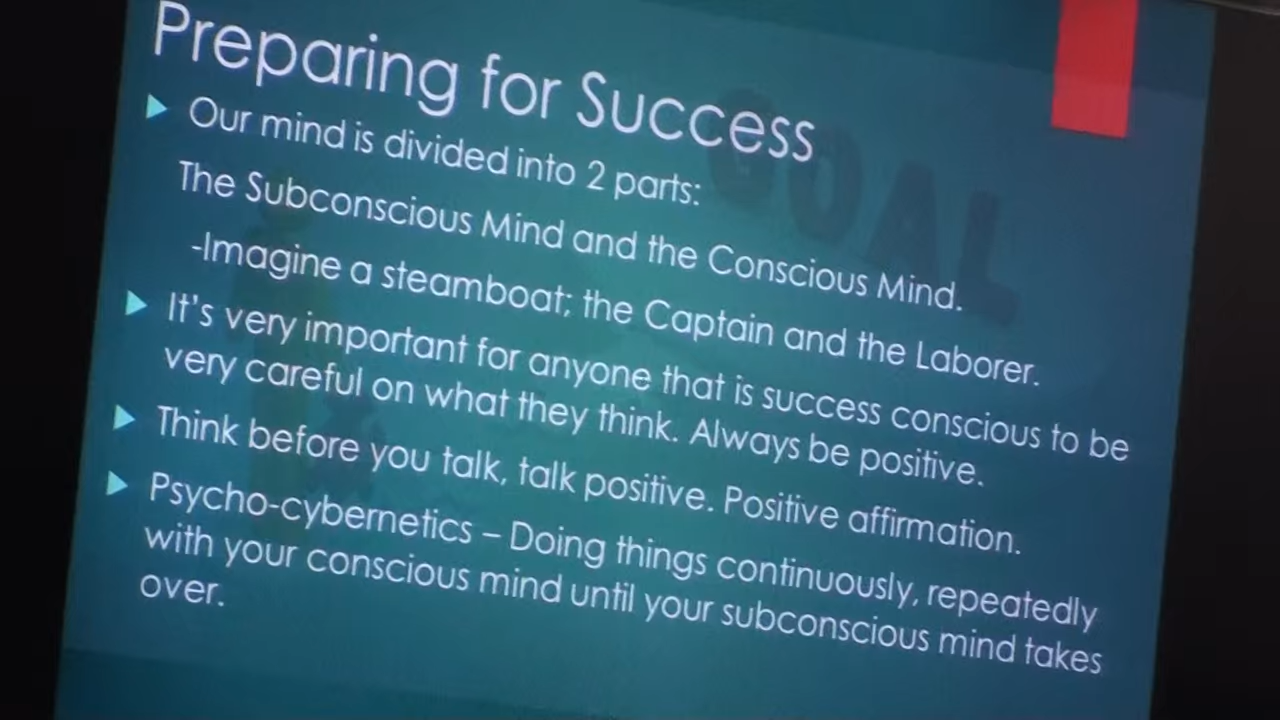 Preparing for Success
Our mind is divided into 2 parts:
The Subconscious Mind and the Conscious Mind.
-Imagine a steamboat; the Captain and the Laborer.
It's very important for anyone that is success conscious to be
very careful on what they think. Always be positive.
Think before you talk, talk positive. Positive affirmation.
Psycho-cybernetics – Doing things continuously, repeatedly
with your conscious mind until your subconscious mind takes
over.
GOAL